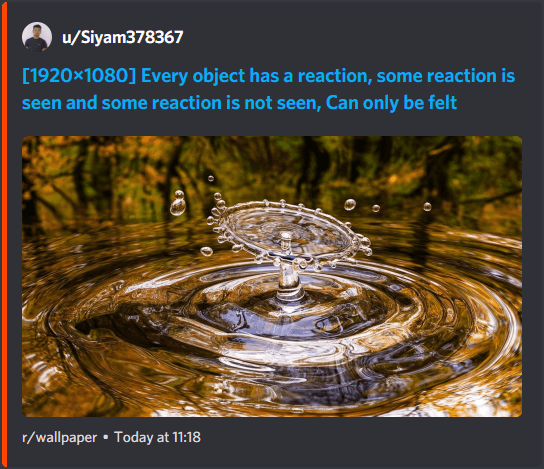 u/Siyam378367
[1920×1080] Every object has a reaction, some reaction is
seen and some reaction is not seen, Can only be felt
r/wallpaper • Today at 11:18